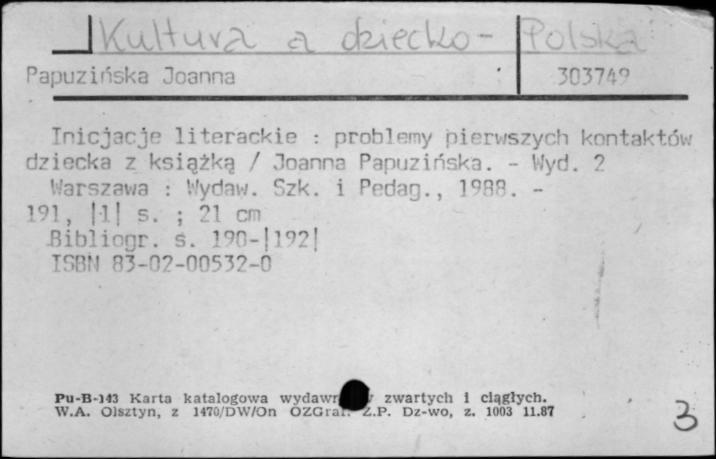 Kultura a dziecko - Polska
Papuzińska Joanna 303749
Inicjacje literackie : problemy pierwszych kontaktów
dziecka z książką / Joanna Papuzińska. - Wyd. 2
Warszawa : Wydaw. Szk. i Pedag., 1988. -
191, |1| s. ; 21 cm
Bibliogr. s. 190-|192|
ISBN 83-02-00532-0
Pu-B-143 Karta katalogowa zwartych i ciągłych.
W.A. Olsztyn, z 1470/DW/On OZGraf. Z.P. Dz-wo, z. 1003 11.87
3